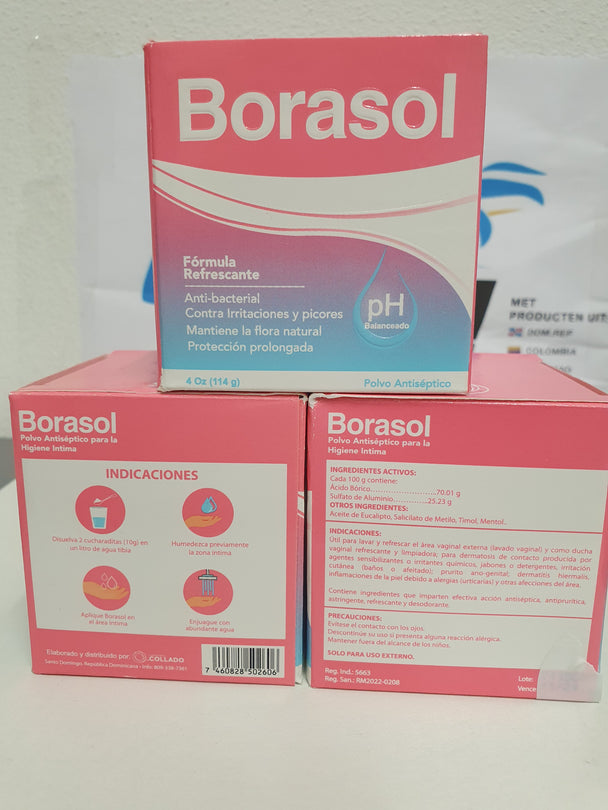 Borasol
Fórmula
Refrescante
Anti-bacterial
Contra Irritaciones y picores
Mantiene la flora natural
Protección prolongada
pH
Balanceado
4 Oz (114 g)
Polvo Antiséptico
MET
PRODUCTEN UIT
DOM.REP
COLOMBIA
Borasol
Polvo Antiséptico para la
Higiene Intima
INDICACIONES
Disuelva 2 cucharaditas (10g) en
un litro de agua tibia
Humedezca previamente
la zona íntima
Aplique Borasol en
el área íntima
Enjuague con
abundante agua
Elaborado y distribuido por:
COLLADO
Santo Domingo, República Dominicana • Info: 809-338-7361
7 460828 502606
Borasol
Polvo Antiséptico para la
Higiene Intima
INGREDIENTES ACTIVOS:
Cada 100 g contiene:
Ácido Bórico..........................70.01 g
Sulfato de Aluminio.............25.23 g
OTROS INGREDIENTES:
Aceite de Eucalipto, Salicilato de Metilo, Timol, Mentol..
INDICACIONES:
Útil para lavar y refrescar el área vaginal externa (lavado vaginal) y como ducha
vaginal refrescante y limpiadora; para dermatosis de contacto producida por
agentes sensibilizantes o irritantes químicos, jabones o detergentes, irritación
cutánea (baños o afeitado); prurito ano-genital; dermatitis hiermalis,
inflamaciones de la piel debido a alergias (urticarias) y otras afecciones del área.
Contiene ingredientes que imparten efectiva acción antiséptica, antiprurítica,
astringente, refrescante y desodorante.
PRECAUCIONES:
Evítese el contacto con los ojos.
Descontinúe su uso si presenta alguna reacción alérgica.
Mantener fuera del alcance de los niños.
SOLO PARA USO EXTERNO.
Reg. Ind.: 5663
Reg. San.: RM2022-0208
Lote:
Vence